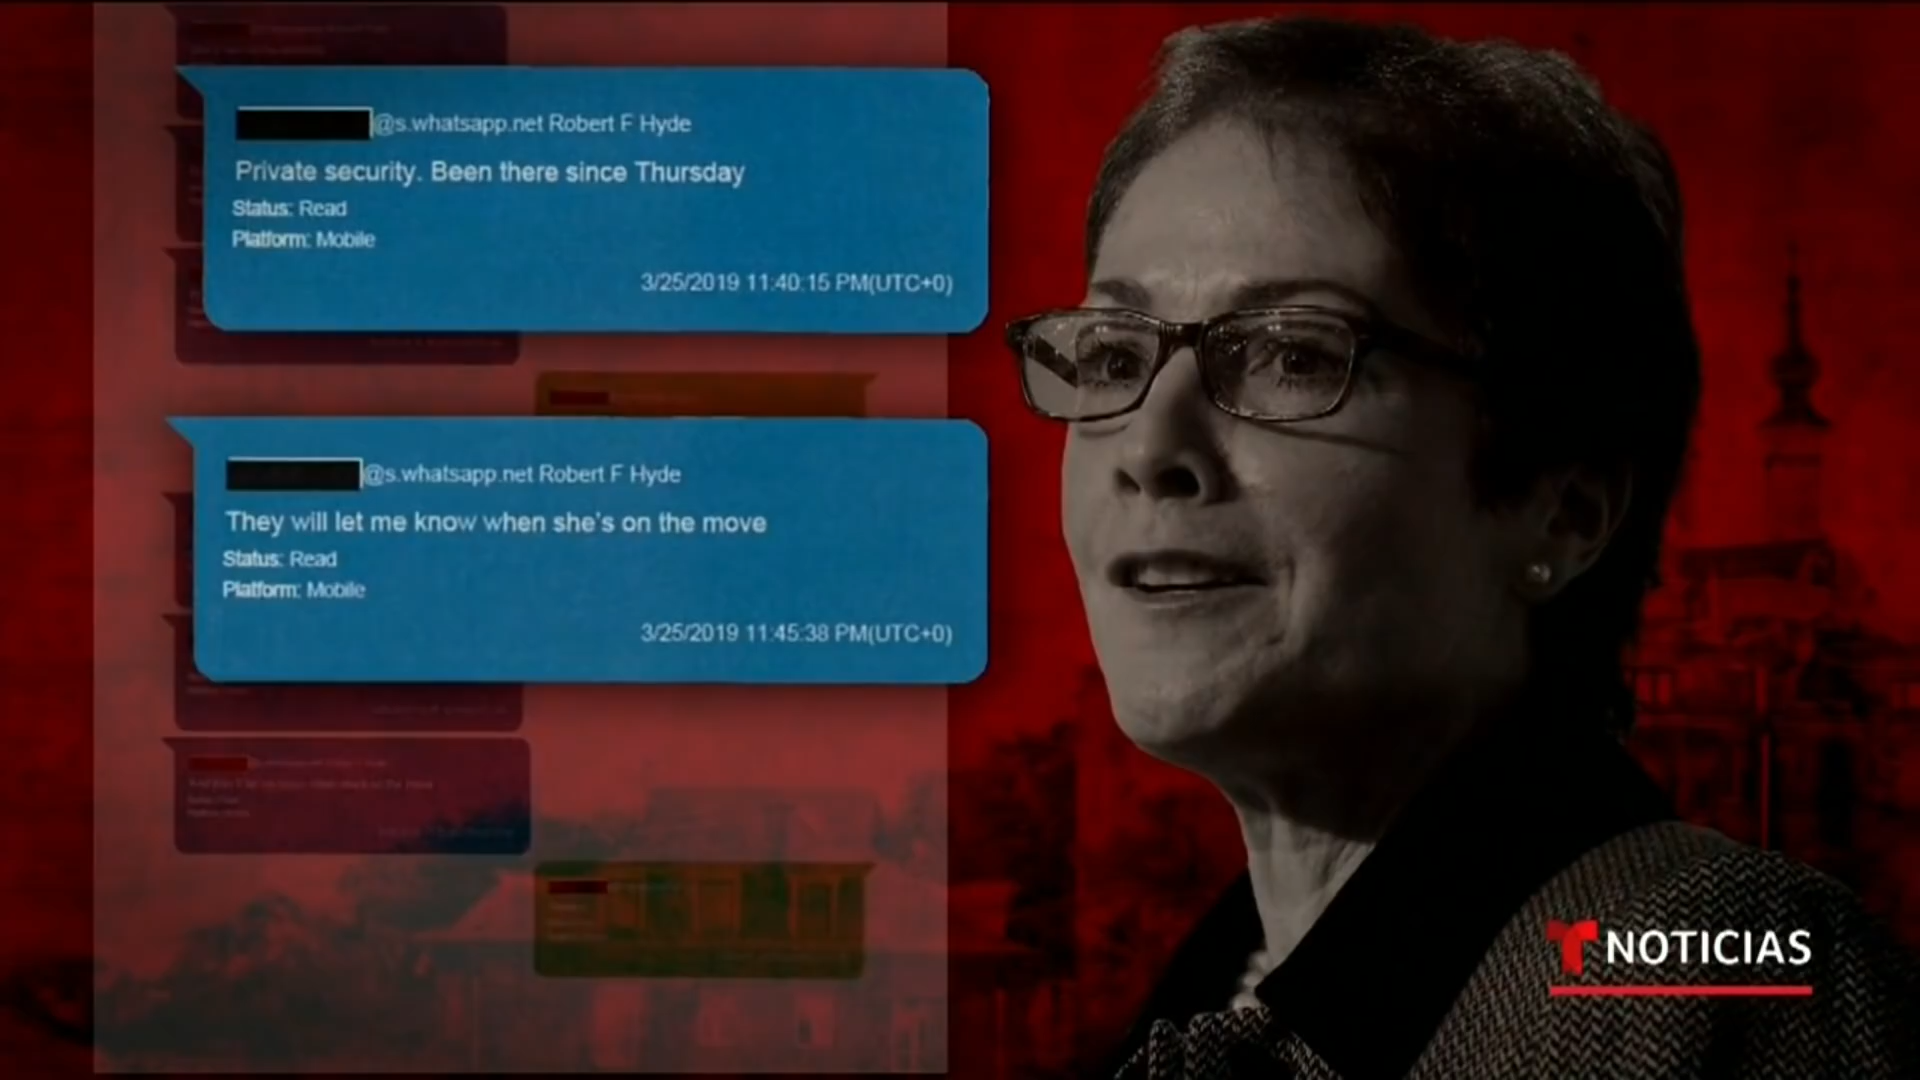 @s.whatsapp.net Robert F Hyde
Private security. Been there since Thursday
Status: Read
Platform: Mobile
3/25/2019 11:40:15 PM(UTC+0)
@s.whatsapp.net Robert F Hyde
They will let me know when she's on the move
Status: Read
Platform: Mobile
3/25/2019 11:45:38 PM(UTC+0)
NOTICIAS